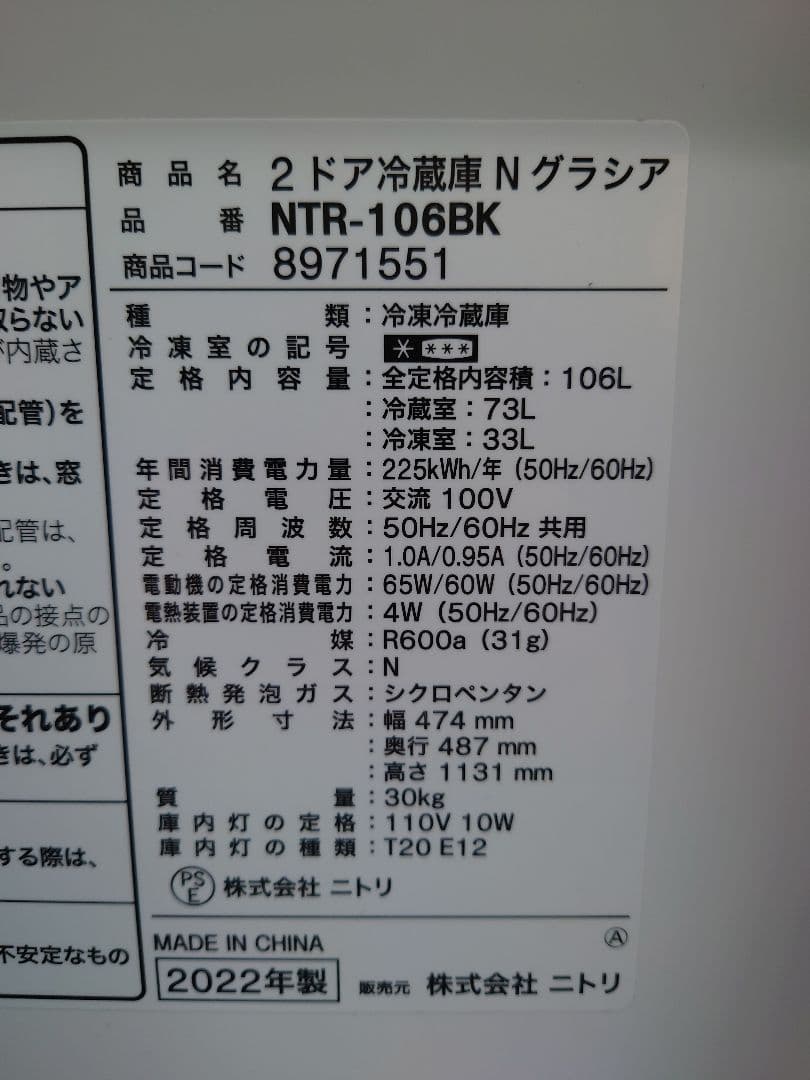 商品名 2ドア冷蔵庫 N グラシア
品番 NTR-106BK
商品コード 8971551
種類：冷凍冷蔵庫
冷凍室の記号 * ***
定格内容量：全定格内容積：106L
：冷蔵室：73L
：冷凍室：33L
年間消費電力量：225kWh/年 (50Hz/60Hz)
定格電圧：交流 100V
定格周波数：50Hz/60Hz 共用
定格電流：1.0A/0.95A (50Hz/60Hz)
電動機の定格消費電力：65W/60W (50Hz/60Hz)
電熱装置の定格消費電力：4W (50Hz/60Hz)
冷媒：R600a (31g)
気候クラス：N
断熱発泡ガス：シクロペンタン
外形寸法：幅 474 mm
：奥行 487 mm
：高さ 1131 mm
質量：30kg
庫内灯の定格：110V 10W
庫内灯の種類：T20 E12
PSE 株式会社 ニトリ
MADE IN CHINA Ⓐ
2022年製 販売元 株式会社 ニトリ
物やア
らない
内蔵さ
配管)を
きは、窓
配管は、
。
れない
品の接点の
爆発の原
それあり
きは、必ず
する際は、
不安定なもの